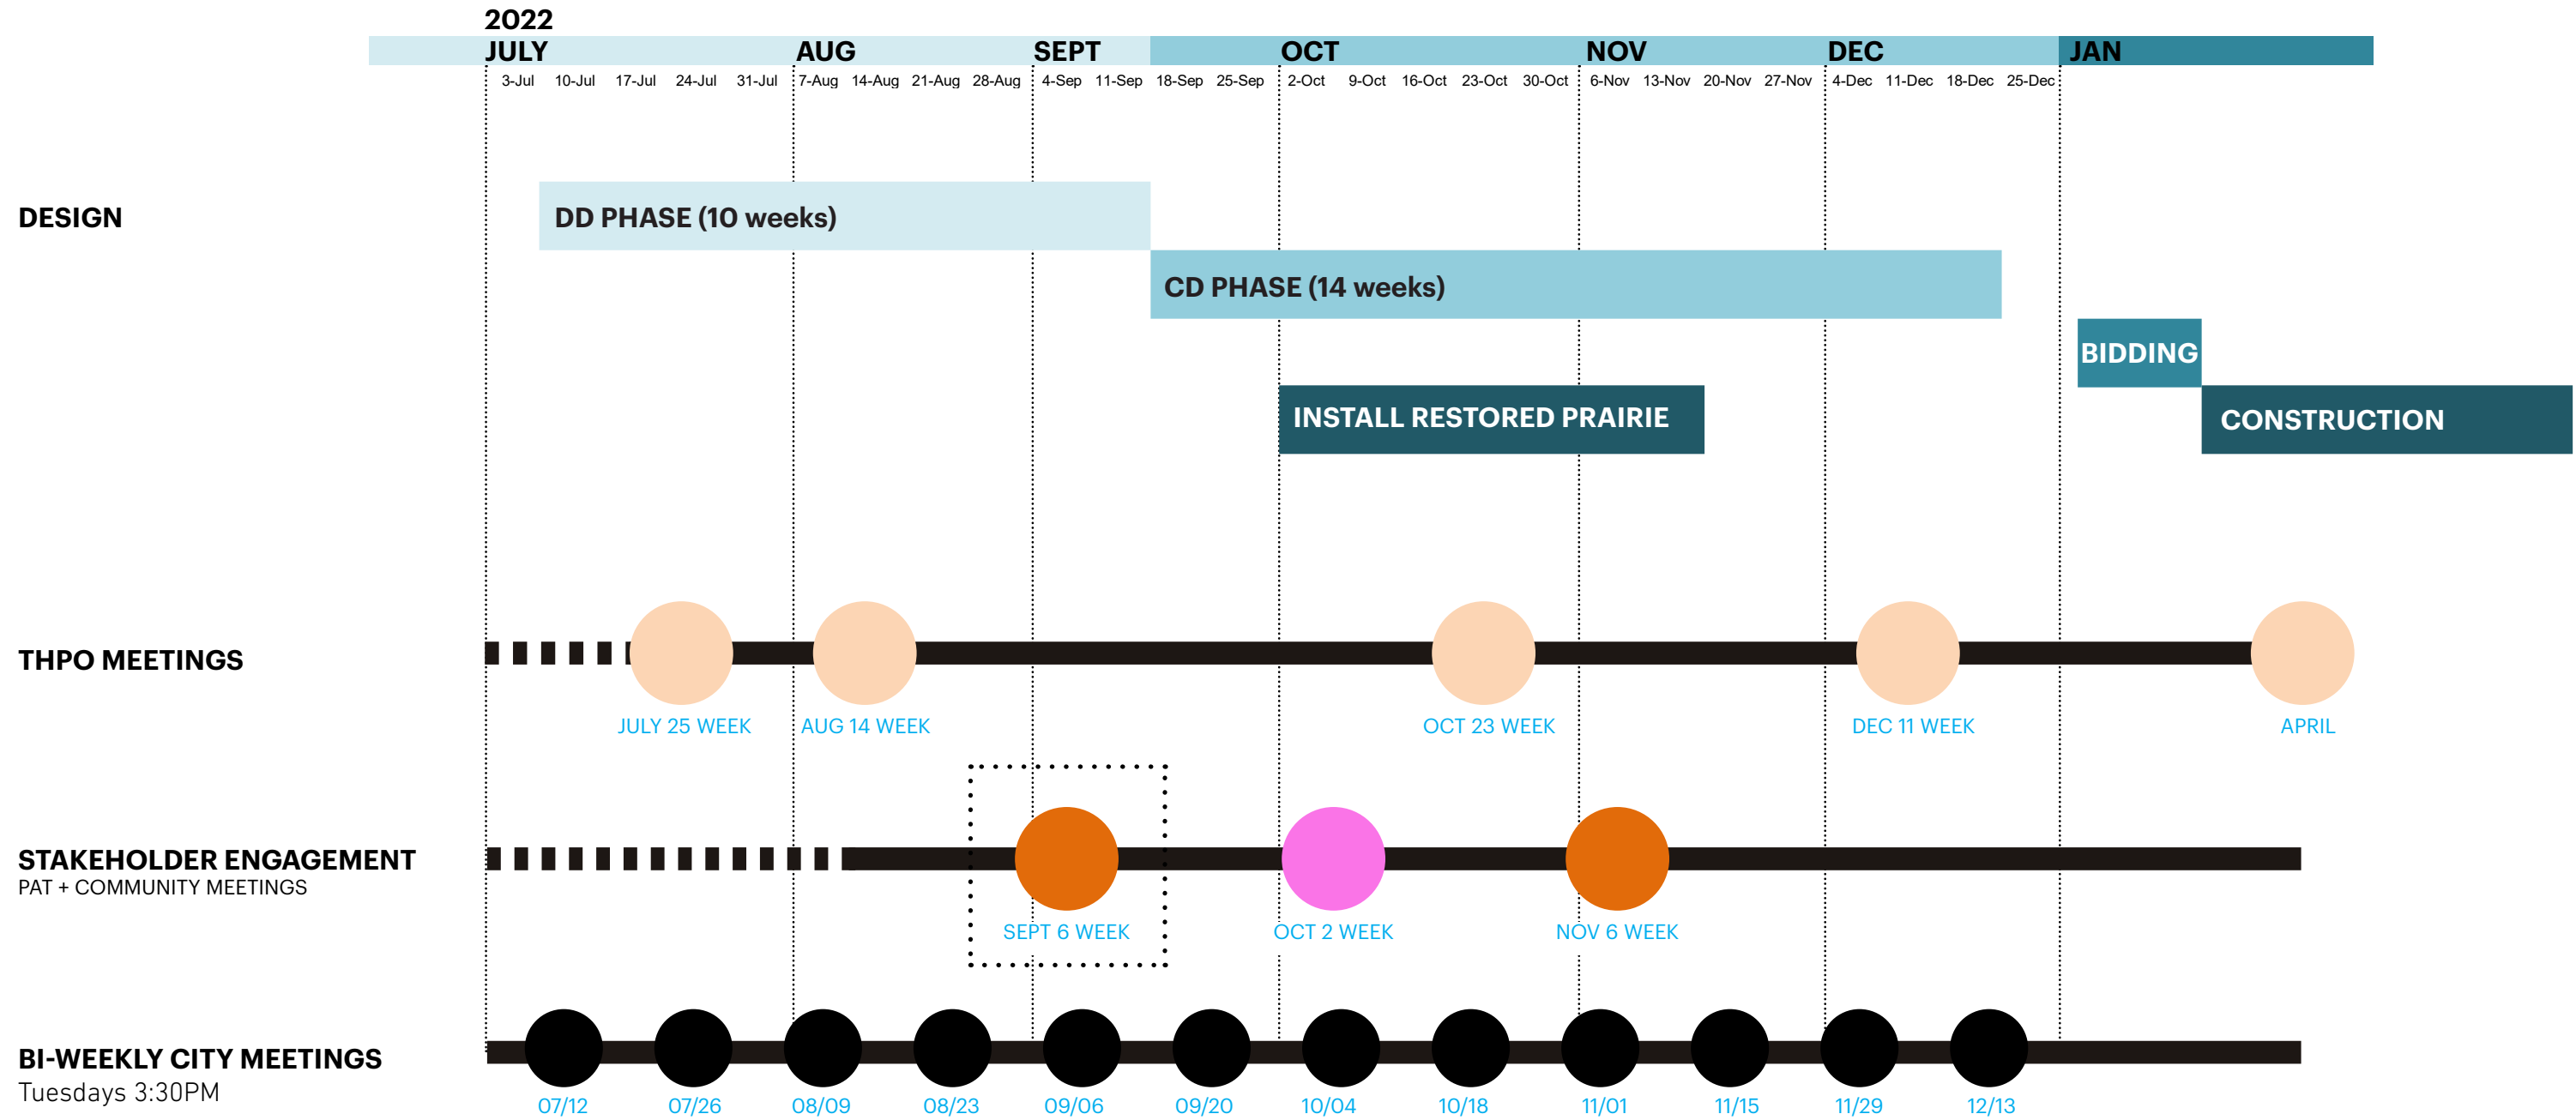 2022
JULY AUG SEPT OCT NOV DEC JAN
3-Jul 10-Jul 17-Jul 24-Jul 31-Jul 7-Aug 14-Aug 21-Aug 28-Aug 4-Sep 11-Sep 18-Sep 25-Sep 2-Oct 9-Oct 16-Oct 23-Oct 30-Oct 6-Nov 13-Nov 20-Nov 27-Nov 4-Dec 11-Dec 18-Dec 25-Dec
DESIGN
DD PHASE (10 weeks)
CD PHASE (14 weeks)
BIDDING
INSTALL RESTORED PRAIRIE
CONSTRUCTION
THPO MEETINGS
JULY 25 WEEK AUG 14 WEEK OCT 23 WEEK DEC 11 WEEK APRIL
STAKEHOLDER ENGAGEMENT
PAT + COMMUNITY MEETINGS
SEPT 6 WEEK OCT 2 WEEK NOV 6 WEEK
BI-WEEKLY CITY MEETINGS
Tuesdays 3:30PM
07/12 07/26 08/09 08/23 09/06 09/20 10/04 10/18 11/01 11/15 11/29 12/13